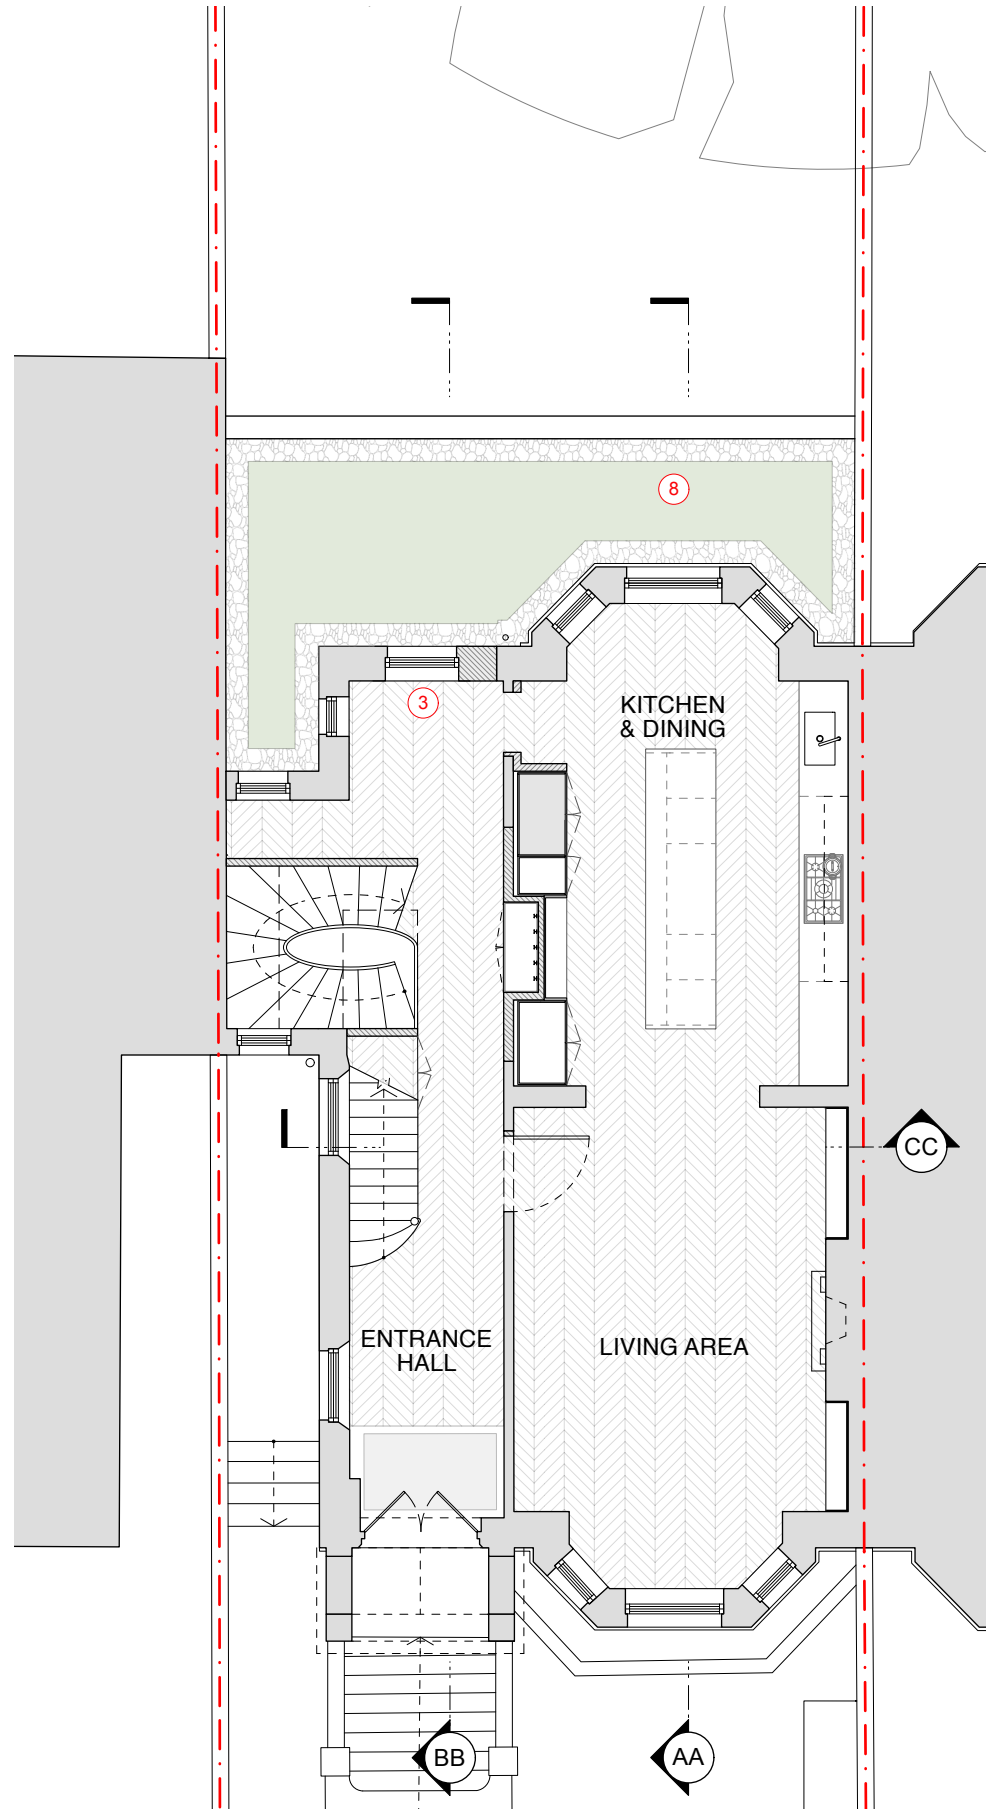 8
3
KITCHEN
& DINING
CC
ENTRANCE
HALL
LIVING AREA
BB
AA